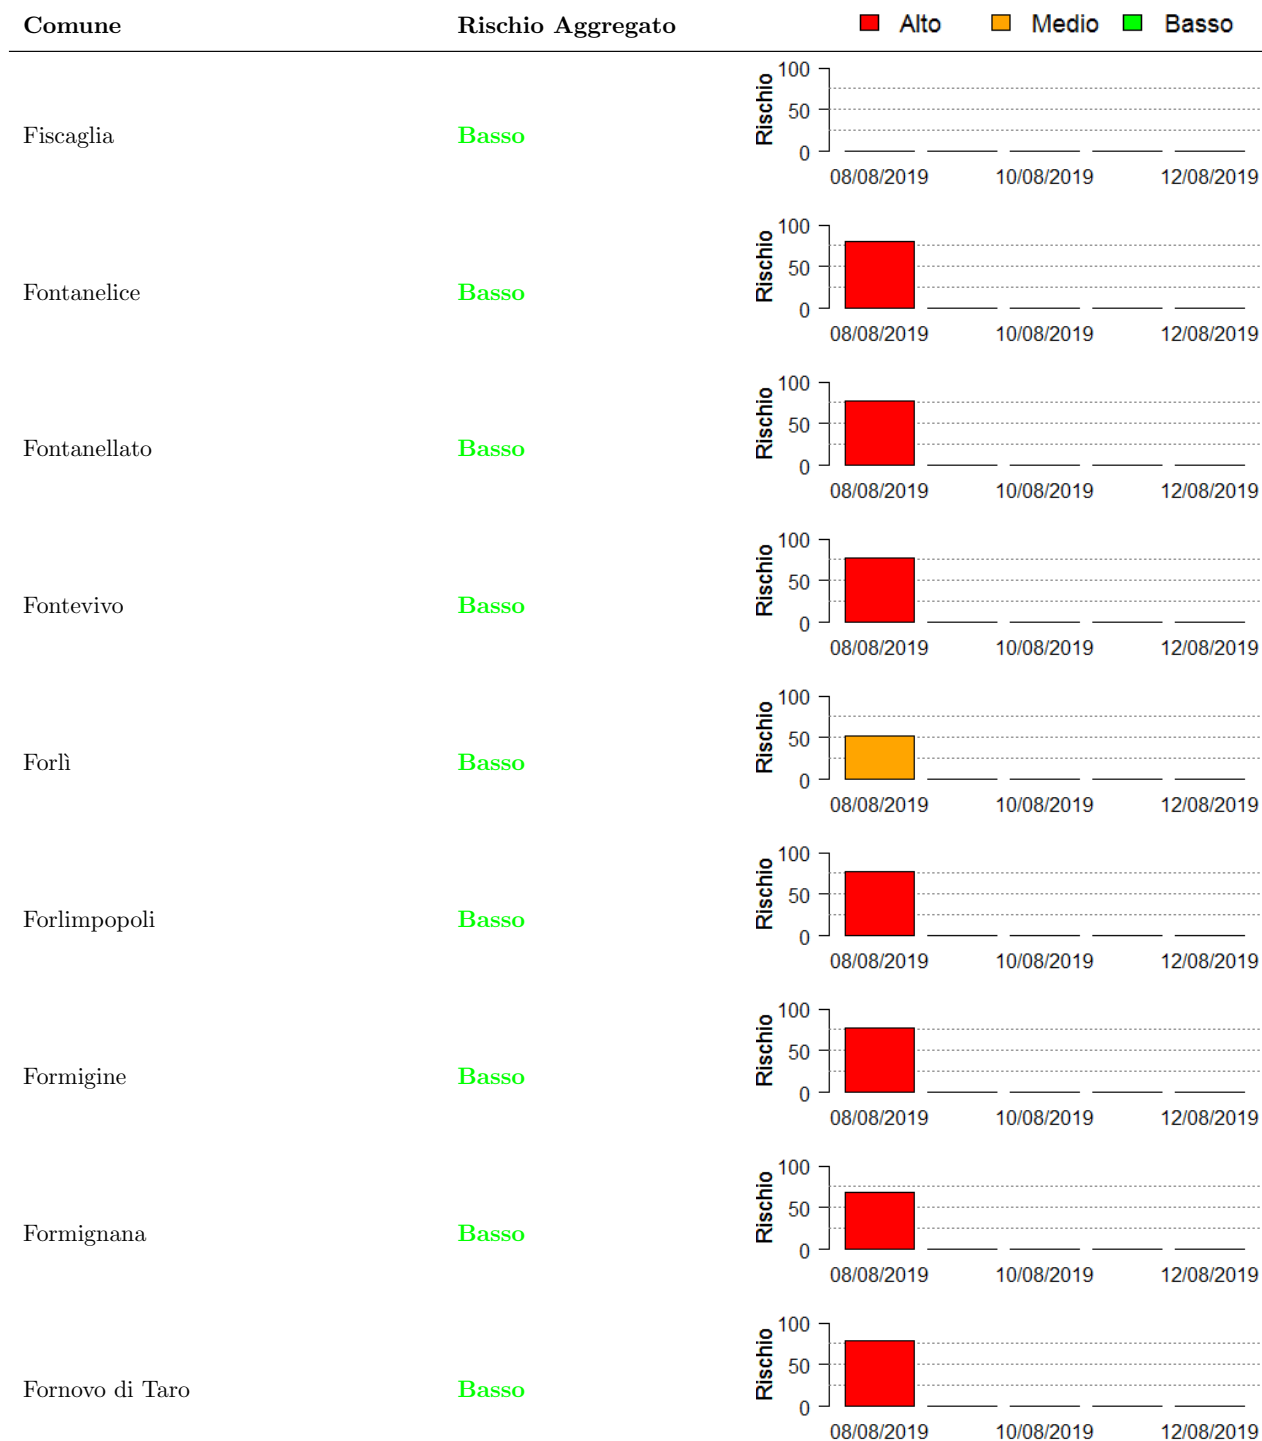 Comune Rischio Aggregato Alto Medio Basso
100
50
0
Rischio
Fiscaglia Basso
08/08/2019 10/08/2019 12/08/2019
100
50
0
Rischio
Fontanelice Basso
08/08/2019 10/08/2019 12/08/2019
100
50
0
Rischio
Fontanellato Basso
08/08/2019 10/08/2019 12/08/2019
100
50
0
Rischio
Fontevivo Basso
08/08/2019 10/08/2019 12/08/2019
100
50
0
Rischio
Forlì Basso
08/08/2019 10/08/2019 12/08/2019
100
50
0
Rischio
Forlimpopoli Basso
08/08/2019 10/08/2019 12/08/2019
100
50
0
Rischio
Formigine Basso
08/08/2019 10/08/2019 12/08/2019
100
50
0
Rischio
Formignana Basso
08/08/2019 10/08/2019 12/08/2019
100
50
0
Rischio
Fornovo di Taro Basso
08/08/2019 10/08/2019 12/08/2019